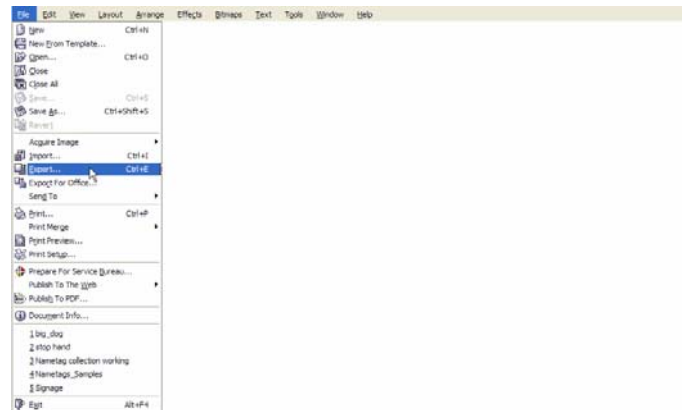 File Edit View Layout Arrange Effects Bitmaps Text Tools Window Help
New Ctrl+N
New From Template...
Open... Ctrl+O
Close
Close All
Save... Ctrl+S
Save As... Ctrl+Shift+S
Revert
Acquire Image
Import... Ctrl+I
Export... Ctrl+E
Export For Office...
Send To
Print... Ctrl+P
Print Merge
Print Preview...
Print Setup...
Prepare For Service Bureau...
Publish To The Web
Publish To PDF...
Document Info...
1 big_dog
2 stop hand
3 Nametag collection working
4 Nametags_Samples
5 Signage
Exit Alt+F4